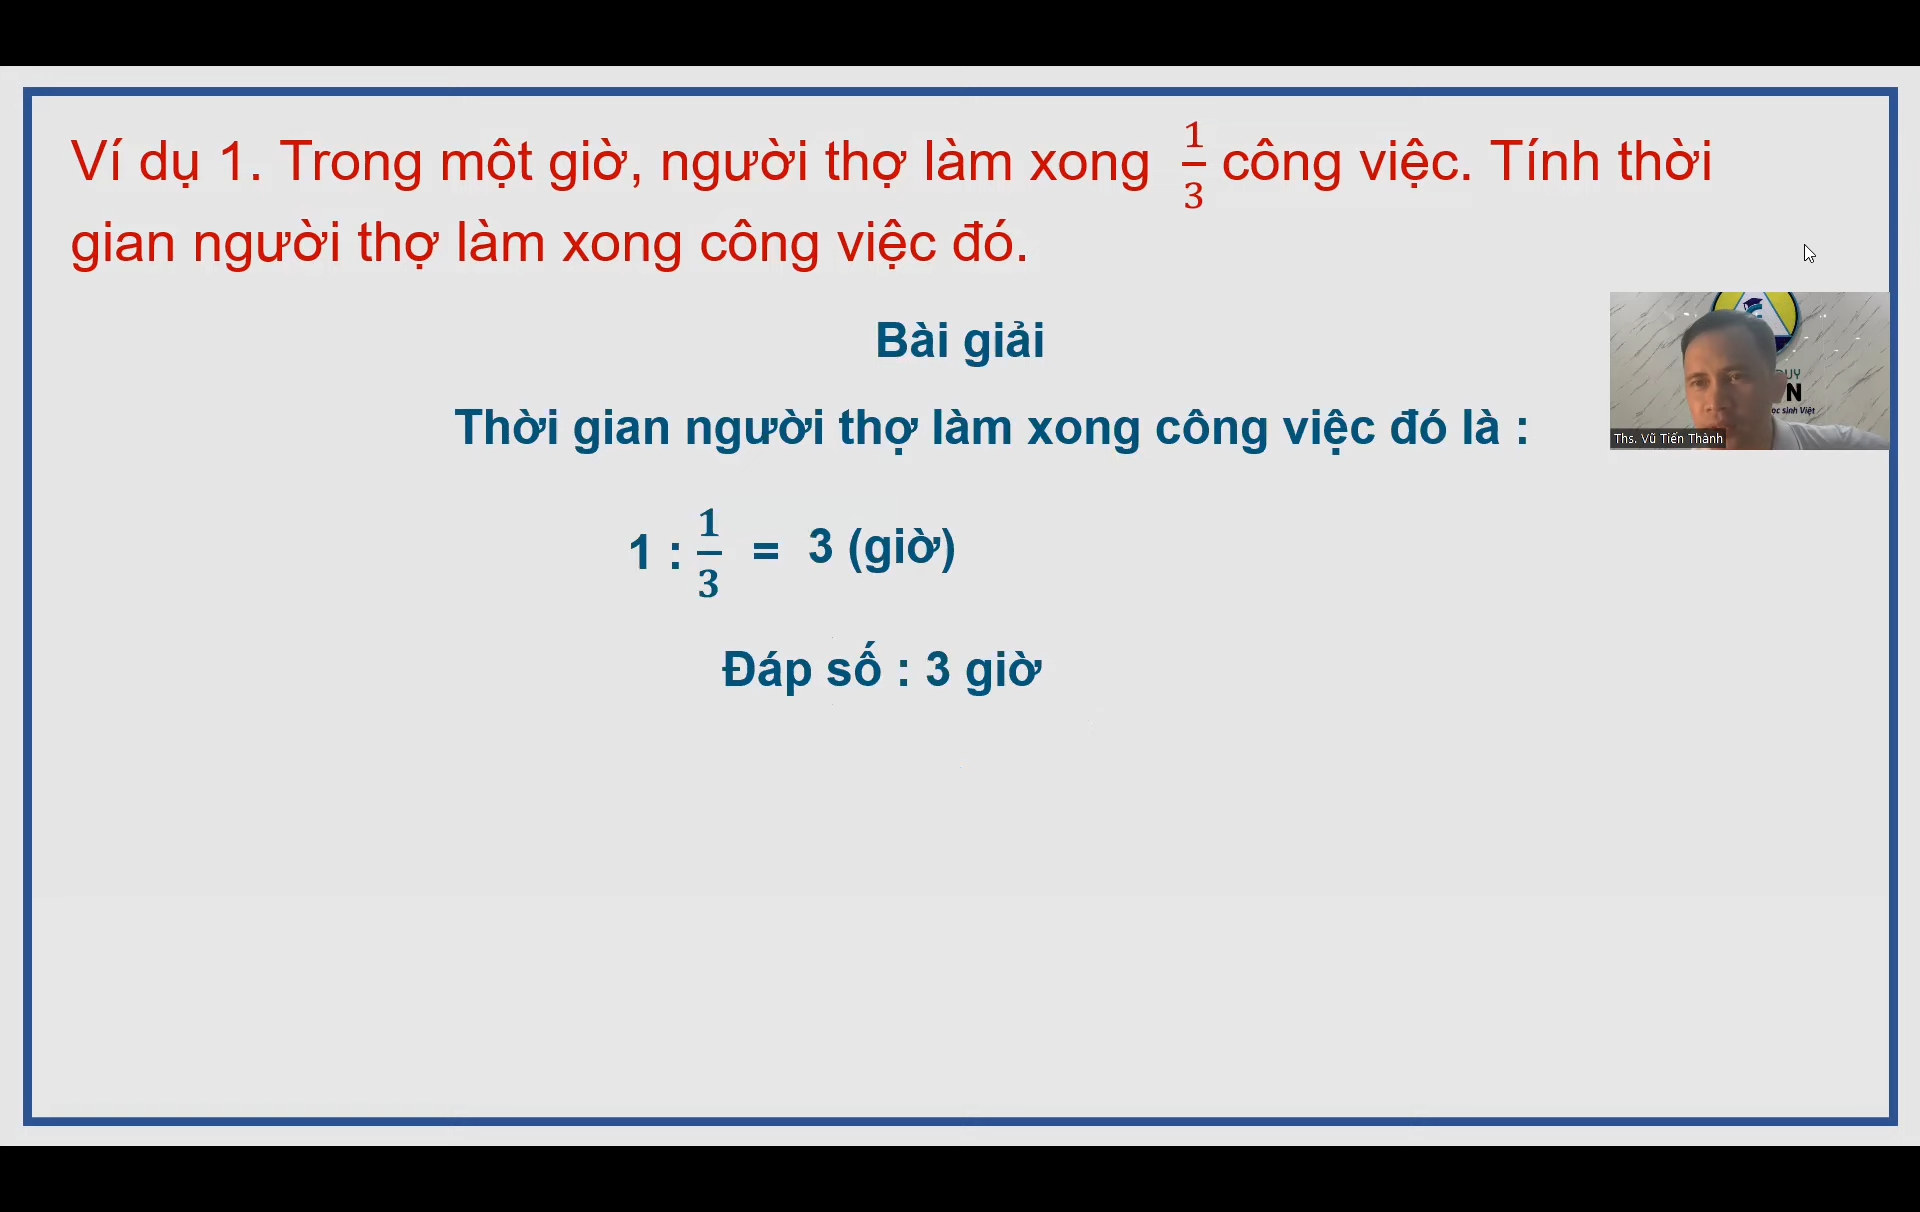 Ví dụ 1. Trong một giờ, người thợ làm xong 1/3 công việc. Tính thời
gian người thợ làm xong công việc đó.
Bài giải
Thời gian người thợ làm xong công việc đó là :
1 : 1/3 = 3 (giờ)
Đáp số : 3 giờ
Ths. Vũ Tiến Thành